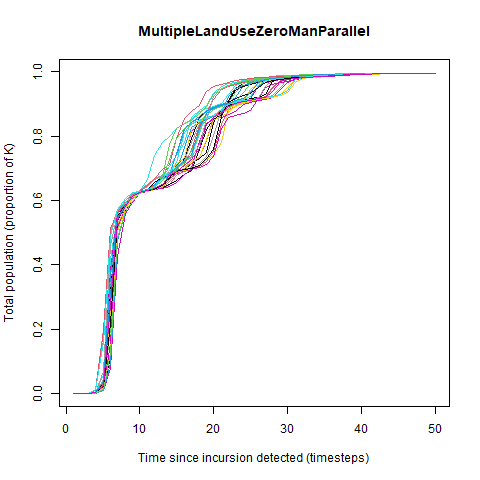 MultipleLandUseZeroManParallel
Total population (proportion of K)
1.0
0.8
0.6
0.4
0.2
0.0
0 10 20 30 40 50
Time since incursion detected (timesteps)